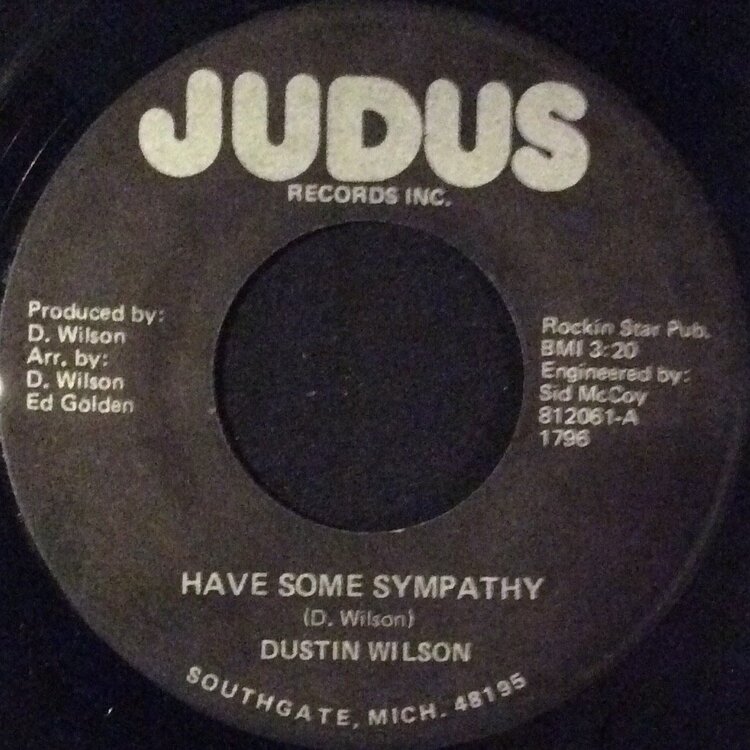 JUDUS
RECORDS INC.
Produced by:
D. Wilson
Arr. by:
D. Wilson
Ed Golden
Rockin Star Pub.
BMI 3:20
Engineered by:
Sid McCoy
812061-A
1796
HAVE SOME SYMPATHY
(D. Wilson)
DUSTIN WILSON
SOUTHGATE, MICH. 48195